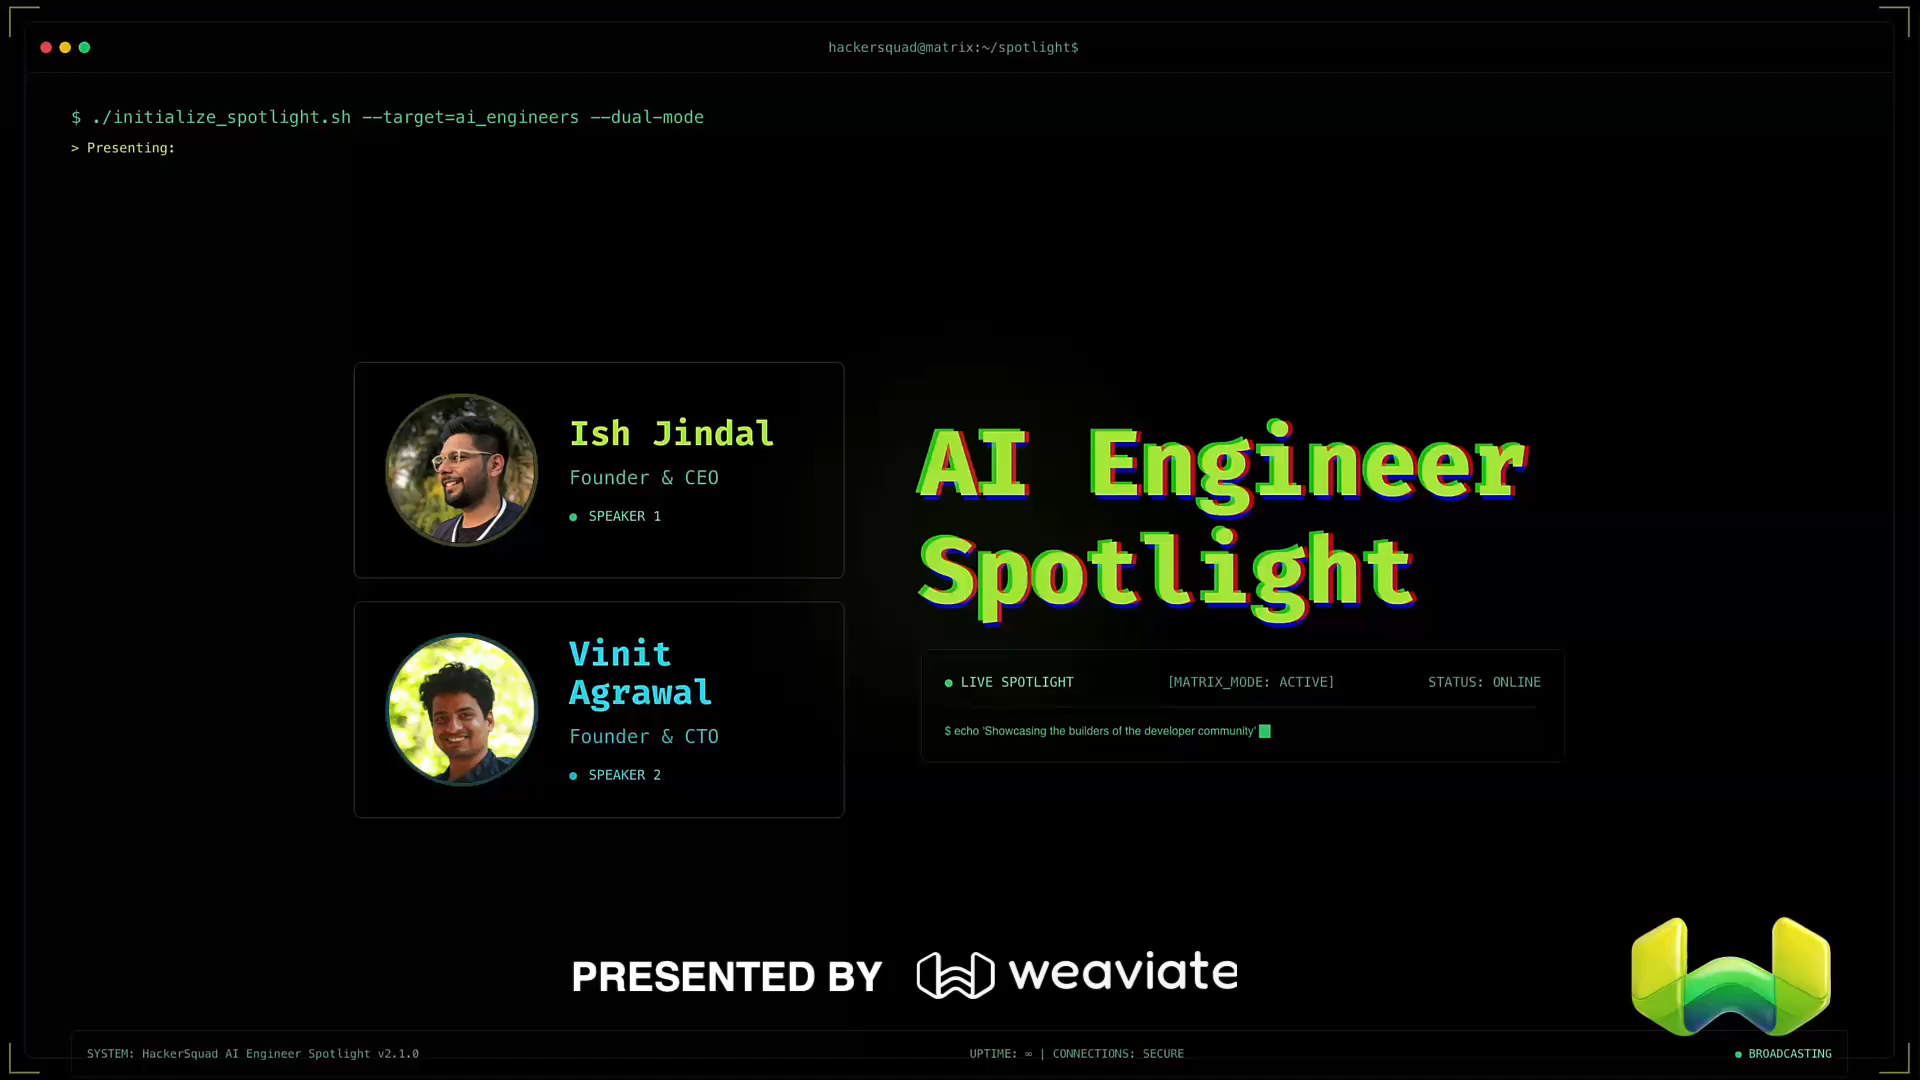 hackersquad@matrix:~/spotlight$
$ ./initialize_spotlight.sh --target=ai_engineers --dual-mode
> Presenting:
Ish Jindal
Founder & CEO
SPEAKER 1
Vinit
Agrawal
Founder & CTO
SPEAKER 2
AI Engineer
Spotlight
LIVE SPOTLIGHT [MATRIX_MODE: ACTIVE] STATUS: ONLINE
$ echo 'Showcasing the builders of the developer community'
PRESENTED BY weaviate
SYSTEM: HackerSquad AI Engineer Spotlight v2.1.0 UPTIME: ∞ | CONNECTIONS: SECURE BROADCASTING